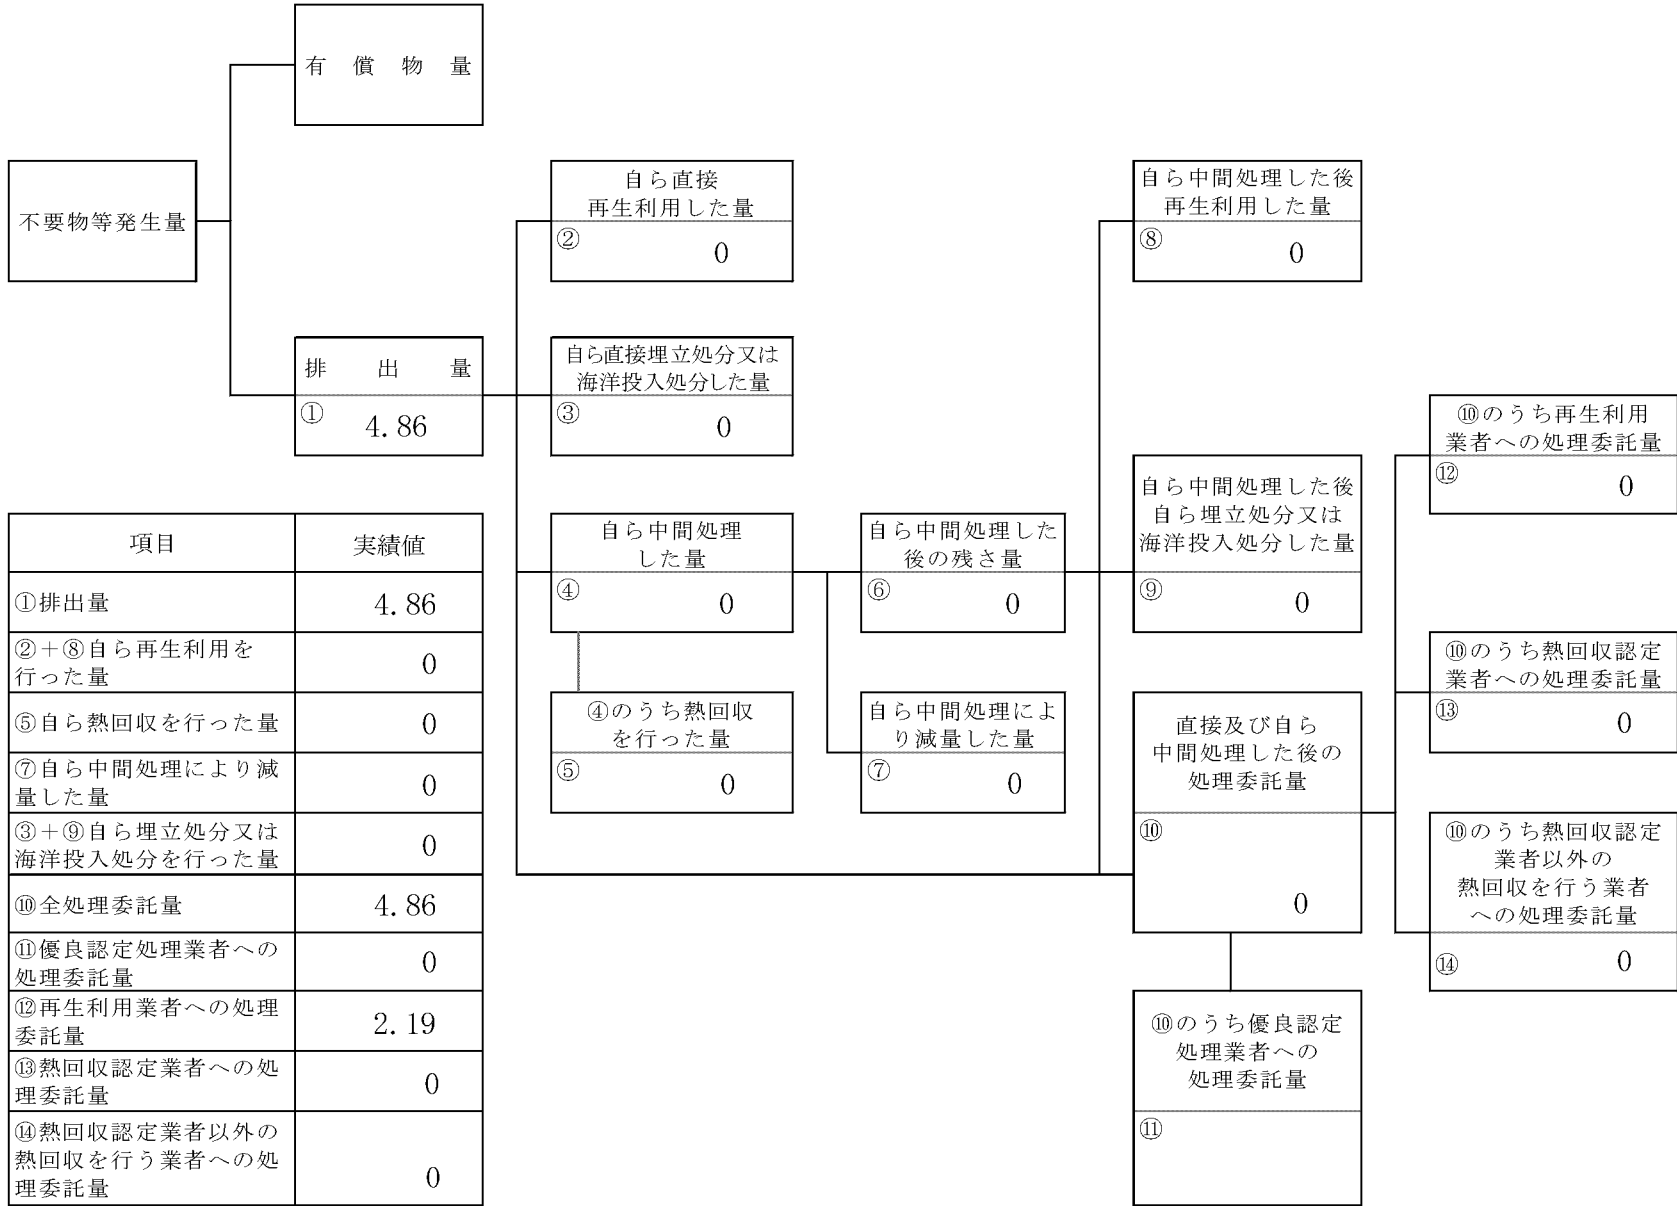 有償物量
不要物等発生量
排出量
① 4.86
自ら直接
再生利用した量
② 0
自ら直接埋立処分又は
海洋投入処分した量
③ 0
自ら中間処理
した量
④ 0
④のうち熱回収
を行った量
⑤ 0
自ら中間処理した
後の残さ量
⑥ 0
自ら中間処理によ
り減量した量
⑦ 0
自ら中間処理した後
再生利用した量
⑧ 0
自ら中間処理した後
自ら埋立処分又は
海洋投入処分した量
⑨ 0
直接及び自ら
中間処理した後の
処理委託量
⑩
0
⑩のうち優良認定
処理業者への
処理委託量
⑪
⑩のうち再生利用
業者への処理委託量
⑫ 0
⑩のうち熱回収認定
業者への処理委託量
⑬ 0
⑩のうち熱回収認定
業者以外の
熱回収を行う業者
への処理委託量
⑭ 0
項目 実績値
①排出量 4.86
②＋⑧自ら再生利用を
行った量 0
⑤自ら熱回収を行った量 0
⑦自ら中間処理により減
量した量 0
③＋⑨自ら埋立処分又は
海洋投入処分を行った量 0
⑩全処理委託量 4.86
⑪優良認定処理業者への
処理委託量 0
⑫再生利用業者への処理
委託量 2.19
⑬熱回収認定業者への処
理委託量 0
⑭熱回収認定業者以外の
熱回収を行う業者への処
理委託量 0